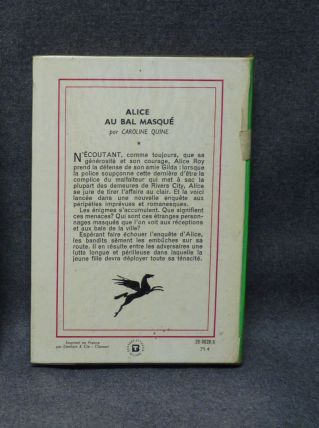 ALICE
AU BAL MASQUÉ
par CAROLINE QUINE
*
N'ÉCOUTANT, comme toujours, que sa
générosité et son courage, Alice Roy
prend la défense de son amie Gilda : lorsque
la police soupçonne cette dernière d'être la
complice du malfaiteur qui met à sac la
plupart des demeures de Rivers City, Alice
se jure de tirer l'affaire au clair. Et la voici
lancée dans une nouvelle enquête aux
péripéties imprévues et romanesques.
Les énigmes s'accumulent. Que signifient
ces menaces? Qui sont ces étranges person-
nages masqués que l'on voit aux réceptions
et aux bals de la ville?
Espérant faire échouer l'enquête d'Alice,
les bandits sèment les embûches sur sa
route. Il en résulte entre les adversaires une
lutte longue et périlleuse dans laquelle la
jeune fille devra déployer toute sa ténacité.
Imprimé en France